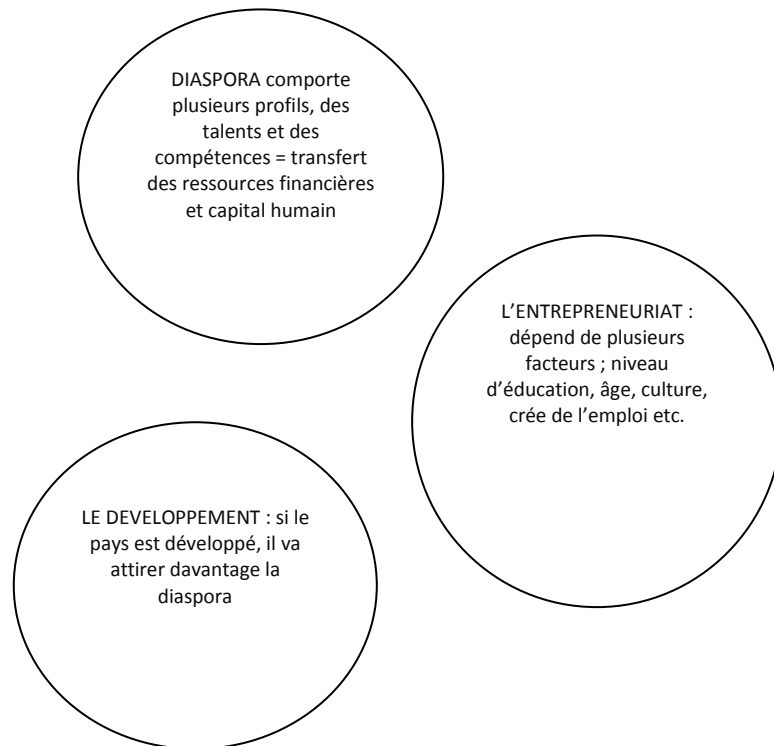 DIASPORA comporte
plusieurs profils, des
talents et des
compétences = transfert
des ressources financières
et capital humain
L’ENTREPRENEURIAT :
dépend de plusieurs
facteurs ; niveau
d’éducation, âge, culture,
crée de l’emploi etc.
LE DEVELOPPEMENT : si le
pays est développé, il va
attirer davantage la
diaspora